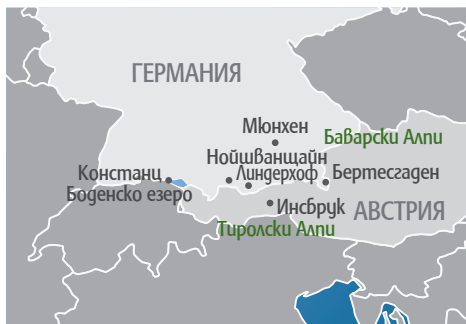 ГЕРМАНИЯ
Мюнхен
Баварски Алпи
Нойшванщайн
Констанц
Линдерхоф
Бертесгаден
Боденско езеро
Инсбрук
АВСТРИЯ
Тиролски Алпи